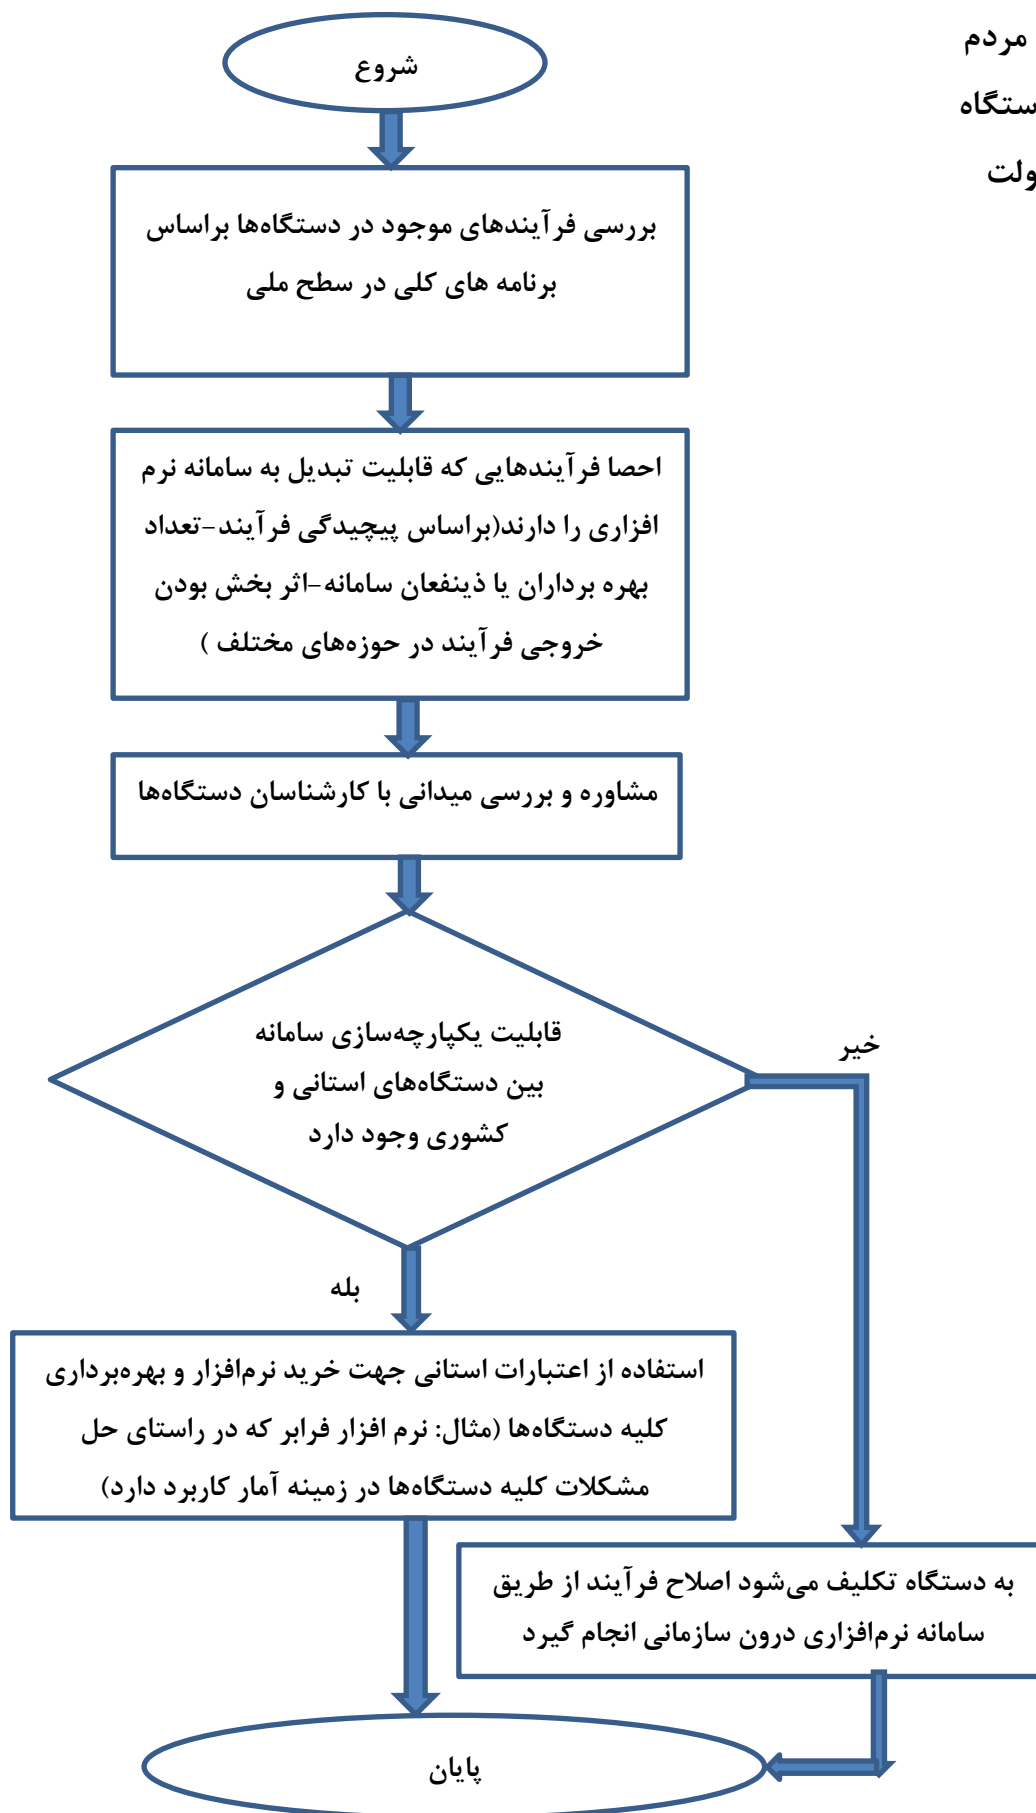 مردم
ستگاه
ولت
شروع
بررسی فرآیندهای موجود در دستگاه‌ها براساس
برنامه های کلی در سطح ملی
احصا فرآیندهایی که قابلیت تبدیل به سامانه نرم
افزاری را دارند(براساس پیچیدگی فرآیند-تعداد
بهره برداران یا ذینفعان سامانه-اثر بخش بودن
خروجی فرآیند در حوزه‌های مختلف )
مشاوره و بررسی میدانی با کارشناسان دستگاه‌ها
قابلیت یکپارچه‌سازی سامانه
بین دستگاه‌های استانی و
کشوری وجود دارد
خیر
بله
استفاده از اعتبارات استانی جهت خرید نرم‌افزار و بهره‌برداری
کلیه دستگاه‌ها (مثال: نرم افزار فرابر که در راستای حل
مشکلات کلیه دستگاه‌ها در زمینه آمار کاربرد دارد)
به دستگاه تکلیف می‌شود اصلاح فرآیند از طریق
سامانه نرم‌افزاری درون سازمانی انجام گیرد
پایان